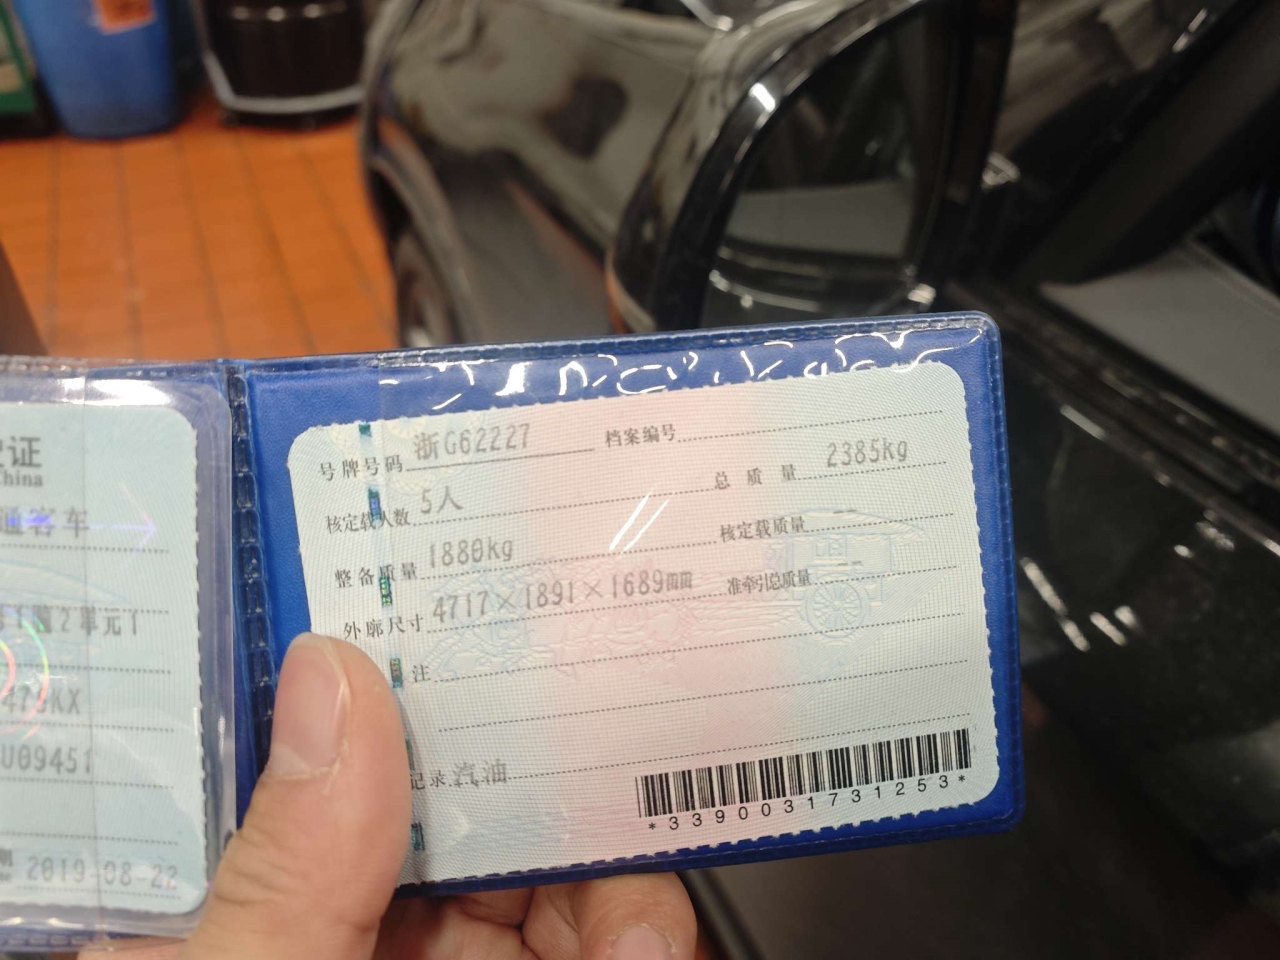 证
China
通客车
2单元1
U09451
2019-08-22
号牌号码 浙G62227 档案编号
核定载人数 5人 总质量 2385kg
整备质量 1880kg 核定载质量 --
外廓尺寸 4717×1891×1689mm 准牵引总质量 --
注
记录 汽油
*3390031731253*